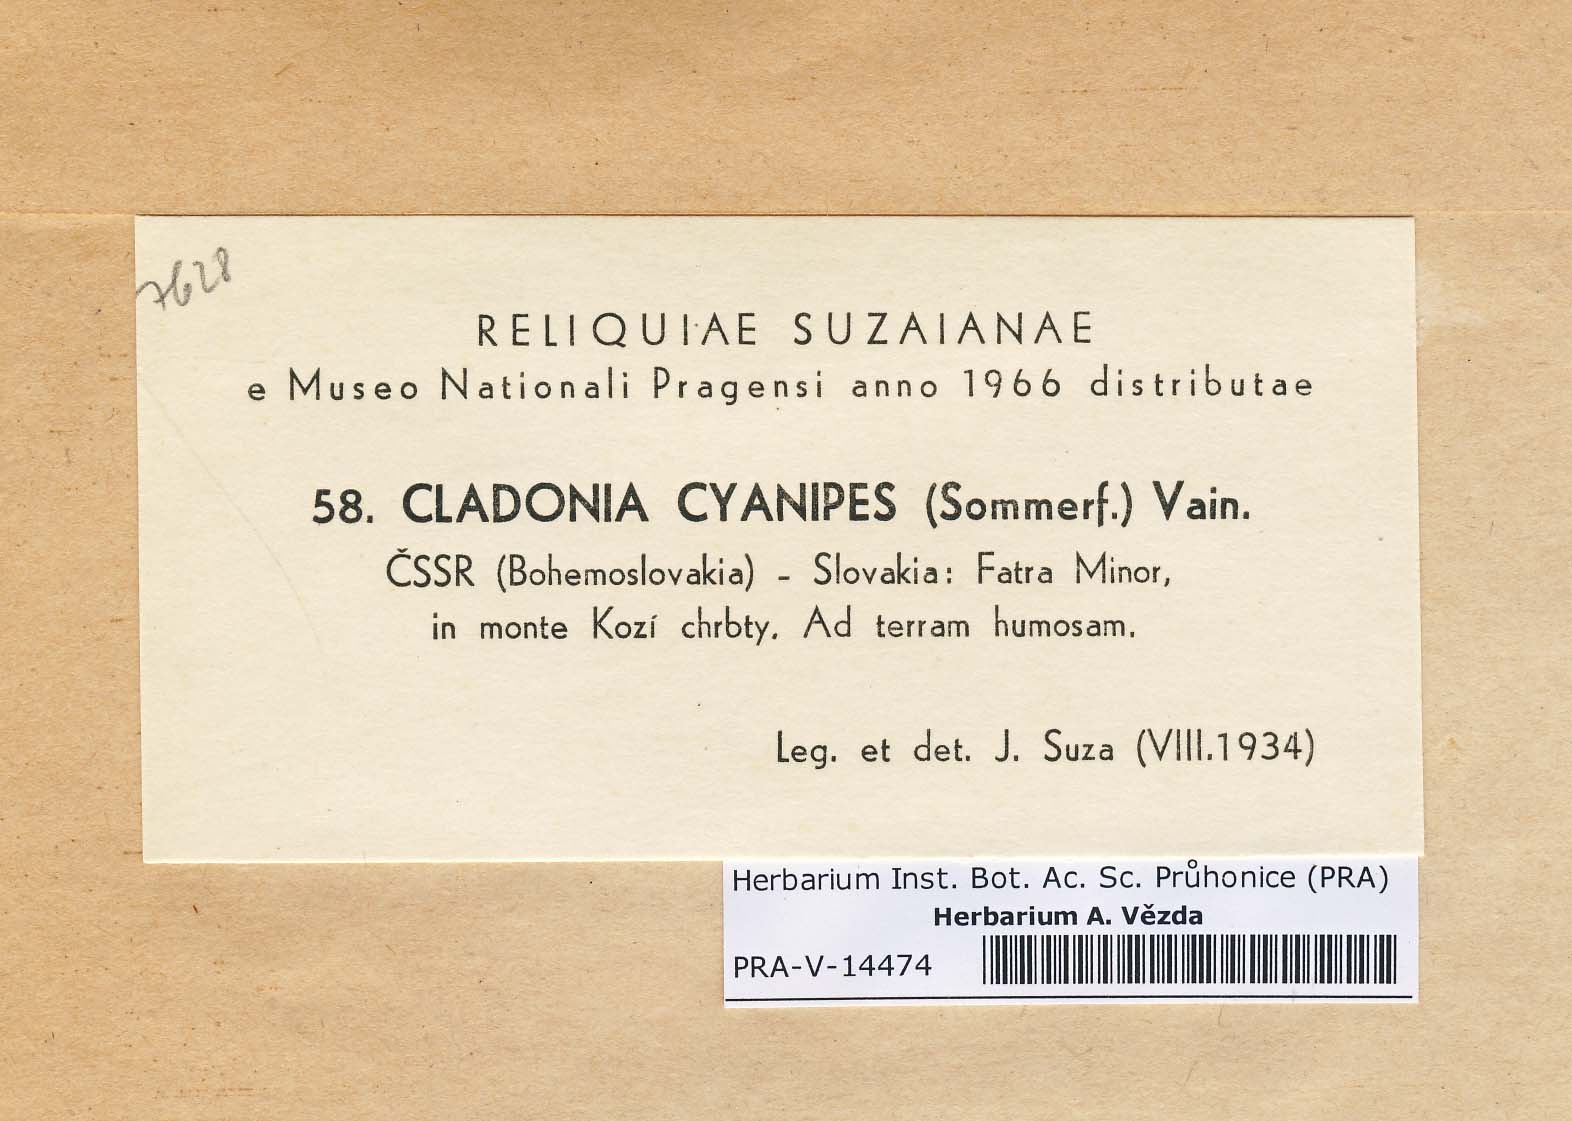 7628
RELIQUIAE SUZAIANAE
e Museo Nationali Pragensi anno 1966 distributae
58. CLADONIA CYANIPES (Sommerf.) Vain.
ČSSR (Bohemoslovakia) - Slovakia: Fatra Minor,
in monte Kozí chrbty. Ad terram humosam.
Leg. et det. J. Suza (VIII.1934)
Herbarium Inst. Bot. Ac. Sc. Průhonice (PRA)
Herbarium A. Vězda
PRA-V-14474